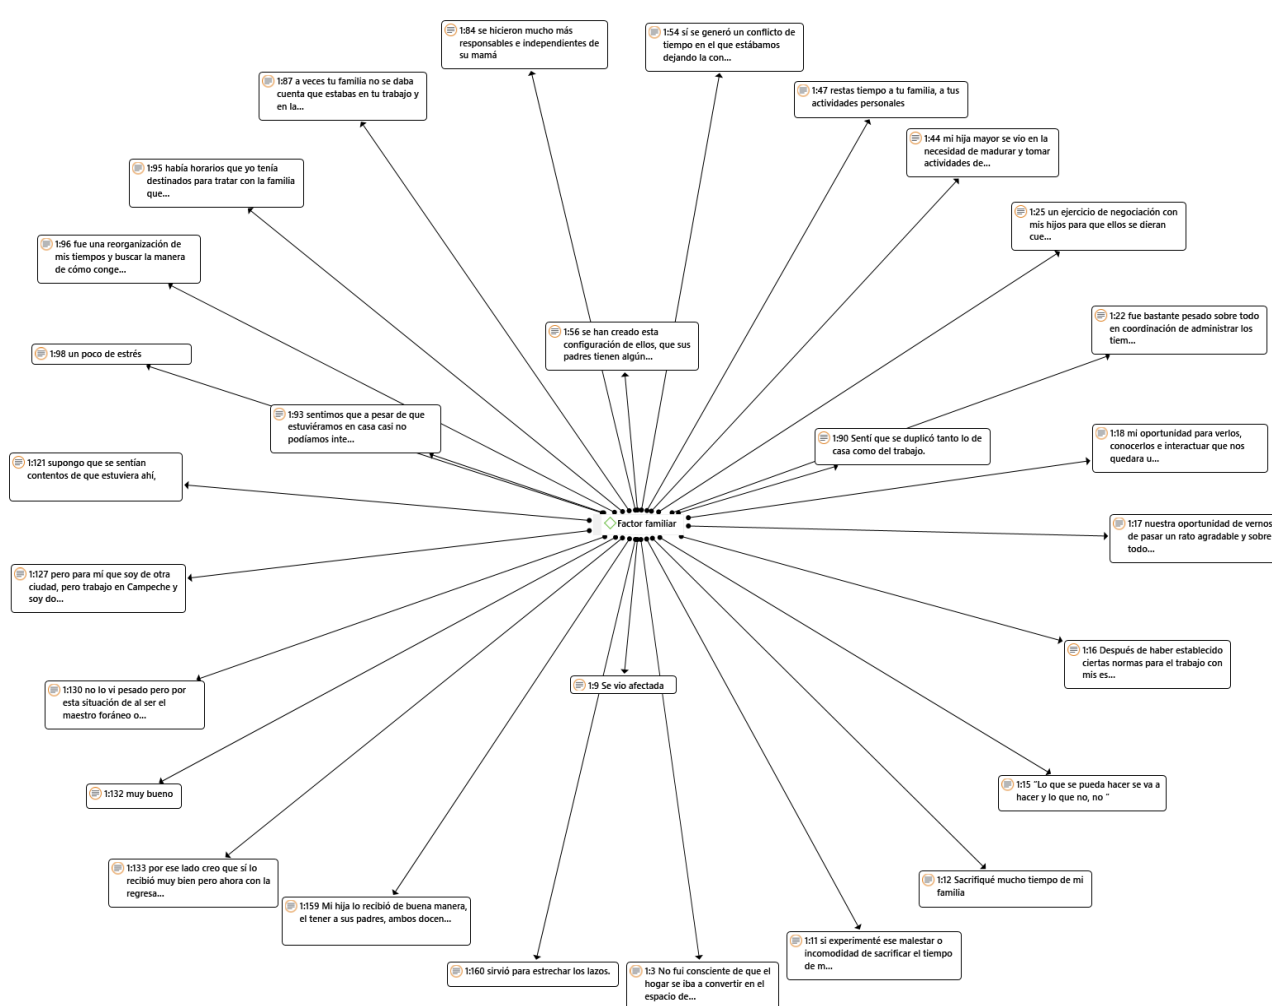 1:84 se hicieron mucho más
responsables e independientes de
su mamá
1:54 sí se generó un conflicto de
tiempo en el que estábamos
dejando la con...
1:87 a veces tu familia no se daba
cuenta que estabas en tu trabajo y
en la...
1:47 restas tiempo a tu familia, a tus
actividades personales
1:44 mi hija mayor se vio en la
necesidad de madurar y tomar
actividades de...
1:95 había horarios que yo tenía
destinados para tratar con la familia
que...
1:25 un ejercicio de negociación con
mis hijos para que ellos se dieran
cue...
1:96 fue una reorganización de
mis tiempos y buscar la manera
de cómo conge...
1:22 fue bastante pesado sobre todo
en coordinación de administrar los
tiem...
1:56 se han creado esta
configuración de ellos, que sus
padres tienen algún...
1:98 un poco de estrés
1:93 sentimos que a pesar de que
estuviéramos en casa casi no
podíamos inte...
1:90 Sentí que se duplicó tanto lo de
casa como del trabajo.
1:18 mi oportunidad para verlos,
conocerlos e interactuar que nos
quedara u...
1:121 supongo que se sentían
contentos de que estuviera ahí,
Factor familiar
1:17 nuestra oportunidad de vernos
de pasar un rato agradable y sobre
todo...
1:127 pero para mí que soy de otra
ciudad, pero trabajo en Campeche y
soy do...
1:16 Después de haber establecido
ciertas normas para el trabajo con
mis es...
1:130 no lo vi pesado pero por
esta situación de al ser el
maestro foráneo o...
1:9 Se vio afectada
1:132 muy bueno
1:15 “Lo que se pueda hacer se va a
hacer y lo que no, no “
1:133 por ese lado creo que sí lo
recibió muy bien pero ahora con la
regresa...
1:12 Sacrifiqué mucho tiempo de mi
familia
1:159 Mi hija lo recibió de buena manera,
el tener a sus padres, ambos docen...
1:11 si experimenté ese malestar o
incomodidad de sacrificar el tiempo
de m...
1:160 sirvió para estrechar los lazos.
1:3 No fui consciente de que el
hogar se iba a convertir en el
espacio de...